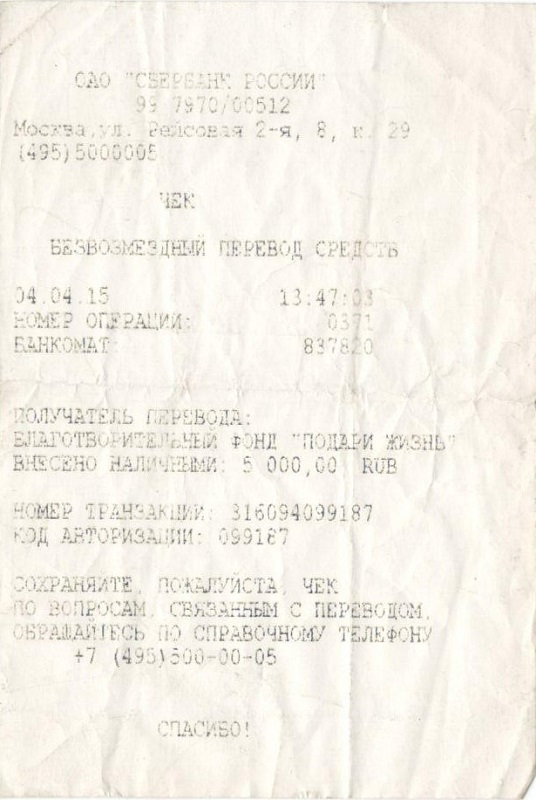 ОАО "СБЕРБАНК РОССИИ"
99 7970/00512
Москва,ул. Рейсовая 2-я, 8, к. 29
(495)5000005
ЧЕК
БЕЗВОЗМЕЗДНЫЙ ПЕРЕВОД СРЕДСТВ
04.04.15 13:47:03
НОМЕР ОПЕРАЦИИ: 0371
БАНКОМАТ: 837820
ПОЛУЧАТЕЛЬ ПЕРЕВОДА:
БЛАГОТВОРИТЕЛЬНЫЙ ФОНД "ПОДАРИ ЖИЗНЬ"
ВНЕСЕНО НАЛИЧНЫМИ: 5 000,00 RUB
НОМЕР ТРАНЗАКЦИИ: 316094099187
КОД АВТОРИЗАЦИИ: 099187
СОХРАНЯЙТЕ, ПОЖАЛУЙСТА, ЧЕК
ПО ВОПРОСАМ, СВЯЗАННЫМ С ПЕРЕВОДОМ,
ОБРАЩАЙТЕСЬ ПО СПРАВОЧНОМУ ТЕЛЕФОНУ
+7 (495)500-00-05
СПАСИБО!